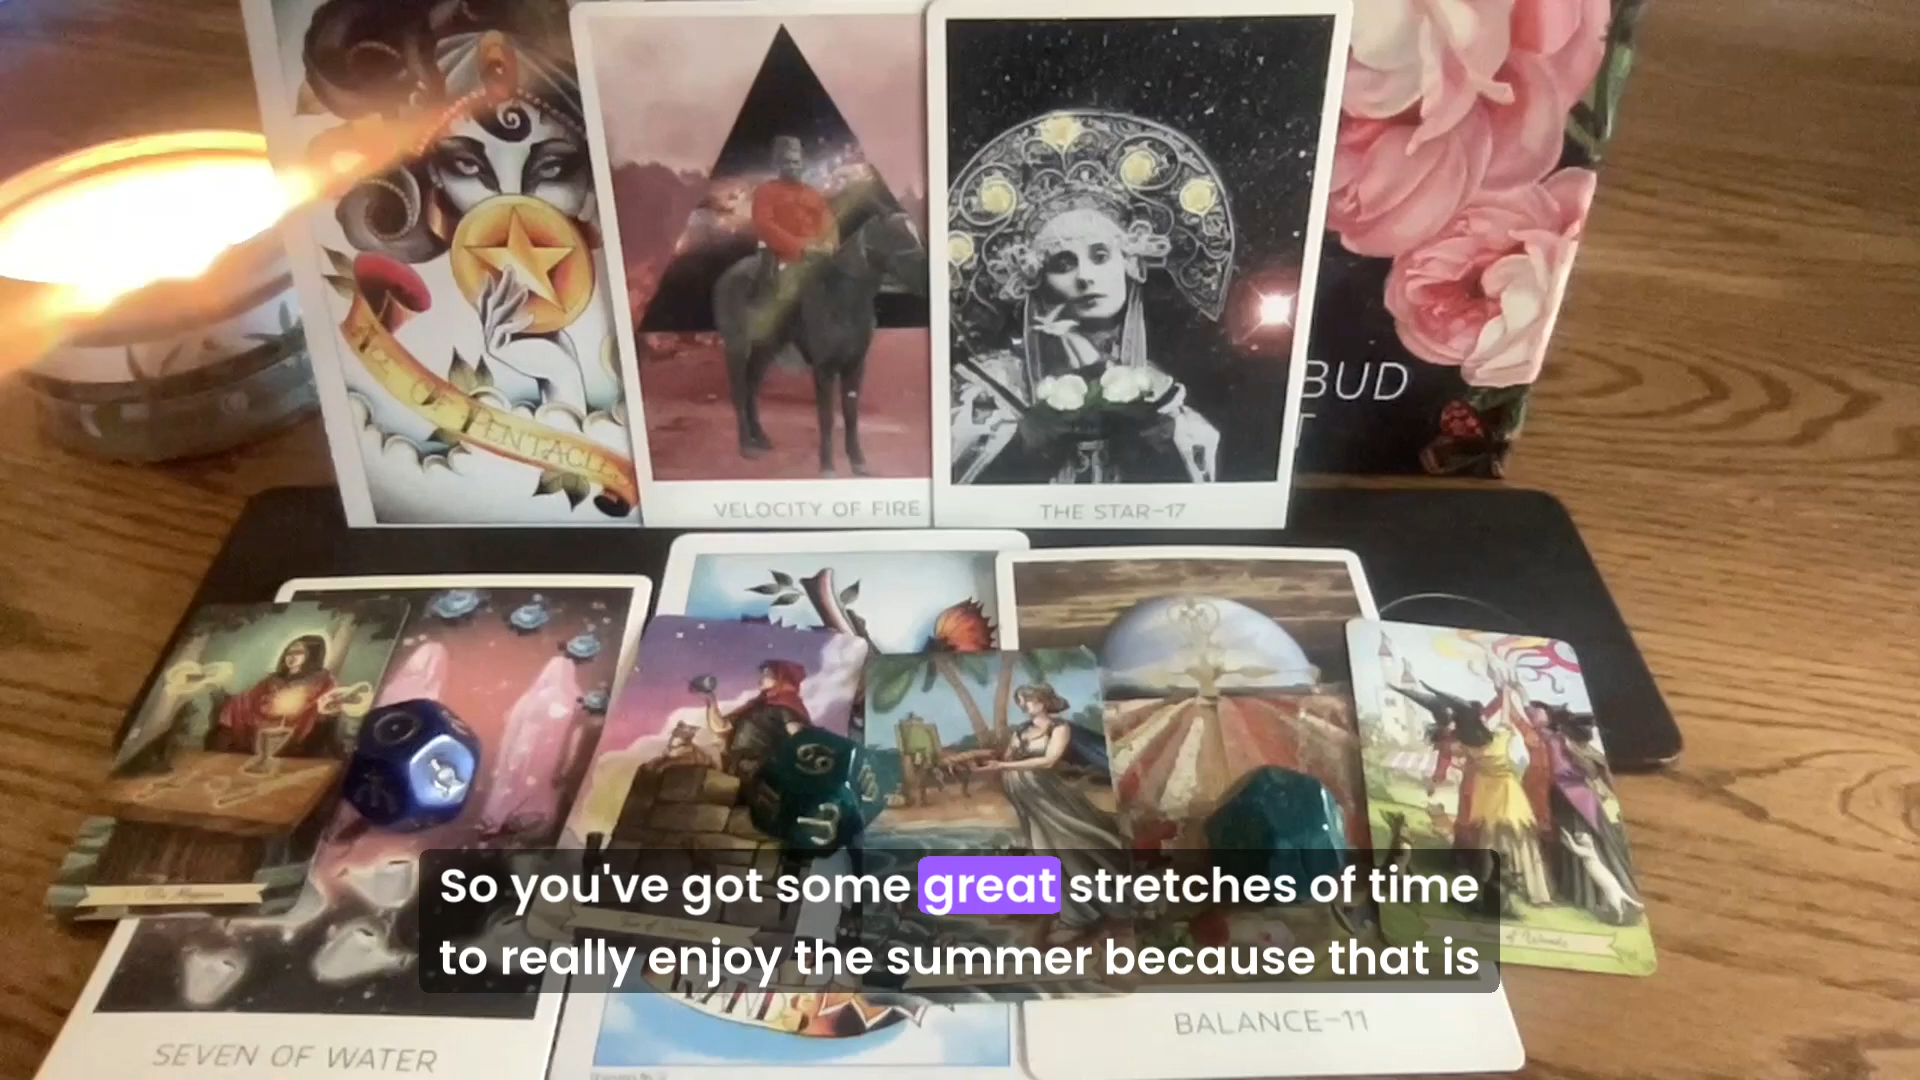 OF PENTACLES
VELOCITY OF FIRE
THE STAR-17
BUD
T
So you've got some great stretches of time
to really enjoy the summer because that is
SEVEN OF WATER
BALANCE-11